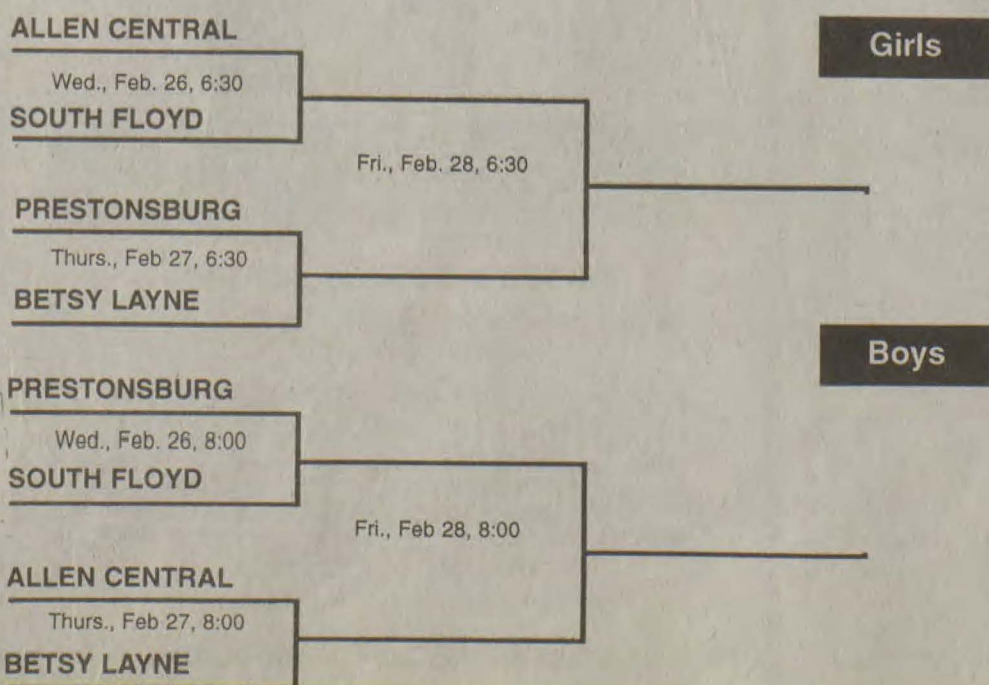 ALLEN CENTRAL
Girls
Wed., Feb. 26, 6:30
SOUTH FLOYD
Fri., Feb. 28, 6:30
PRESTONSBURG
Thurs., Feb 27, 6:30
BETSY LAYNE
Boys
PRESTONSBURG
Wed., Feb. 26, 8:00
SOUTH FLOYD
Fri., Feb 28, 8:00
ALLEN CENTRAL
Thurs., Feb 27, 8:00
BETSY LAYNE